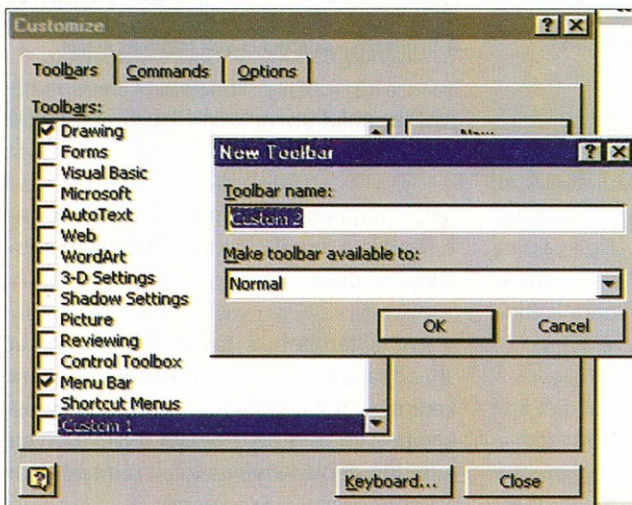 Customize
Toolbars Commands Options
Toolbars:
Drawing
Forms
Visual Basic
Microsoft
AutoText
Web
WordArt
3-D Settings
Shadow Settings
Picture
Reviewing
Control Toolbox
Menu Bar
Shortcut Menus
Custom 1
New Toolbar
Toolbar name:
Custom 2
Make toolbar available to:
Normal
OK Cancel
Keyboard... Close